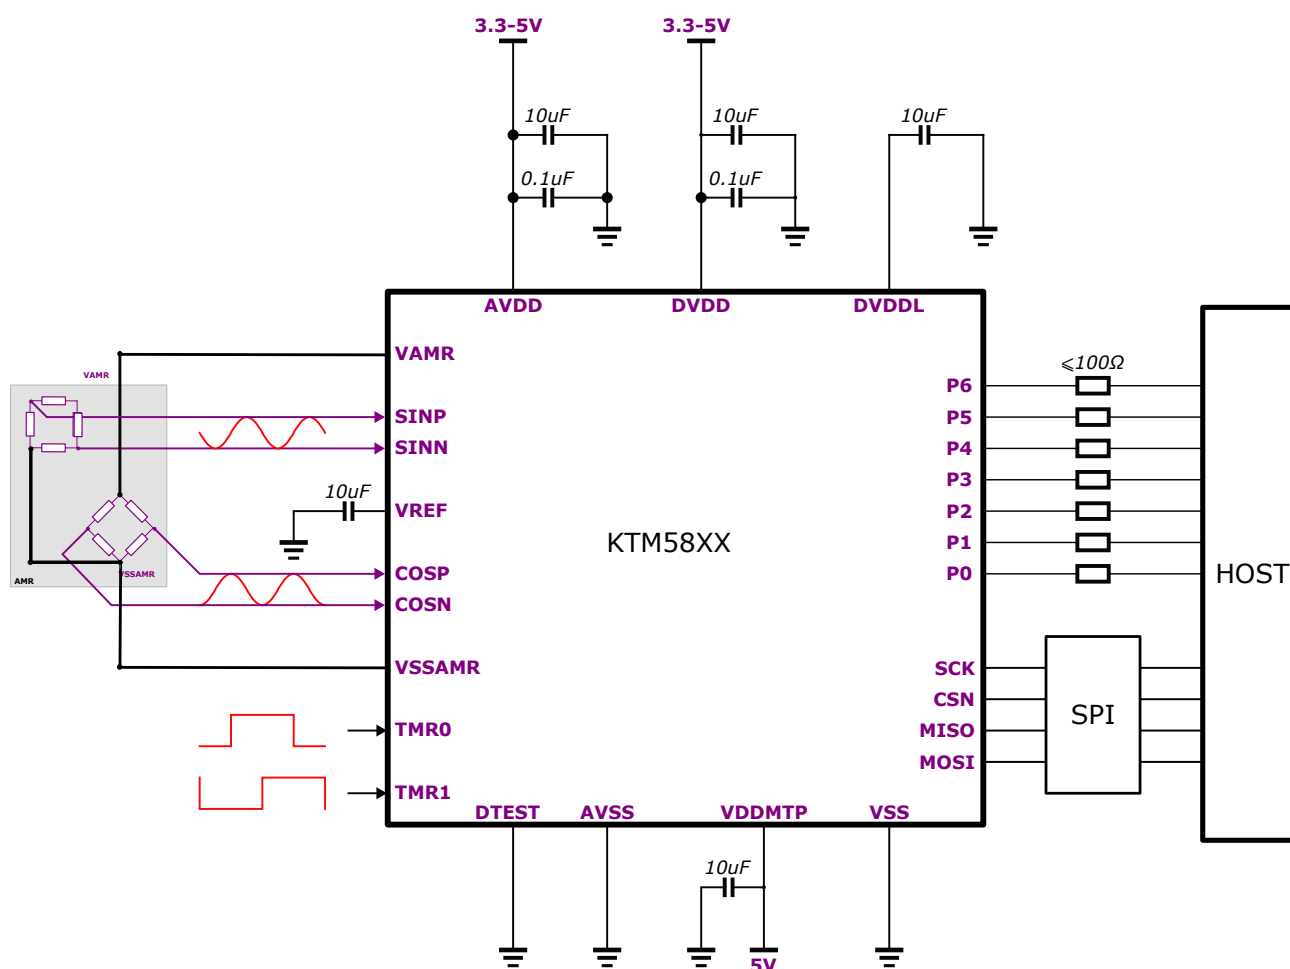 3.3-5V
3.3-5V
10uF
10uF
10uF
0.1uF
0.1uF
AVDD
DVDD
DVDDL
VAMR
VAMR
SINP
SINN
10uF
VREF
COSP
COSN
VSSAMR
AMR
VSSAMR
TMR0
TMR1
KTM58XX
⩽100Ω
P6
P5
P4
P3
P2
P1
P0
HOST
SCK
CSN
MISO
MOSI
SPI
DTEST
AVSS
VDDMTP
VSS
10uF
5V